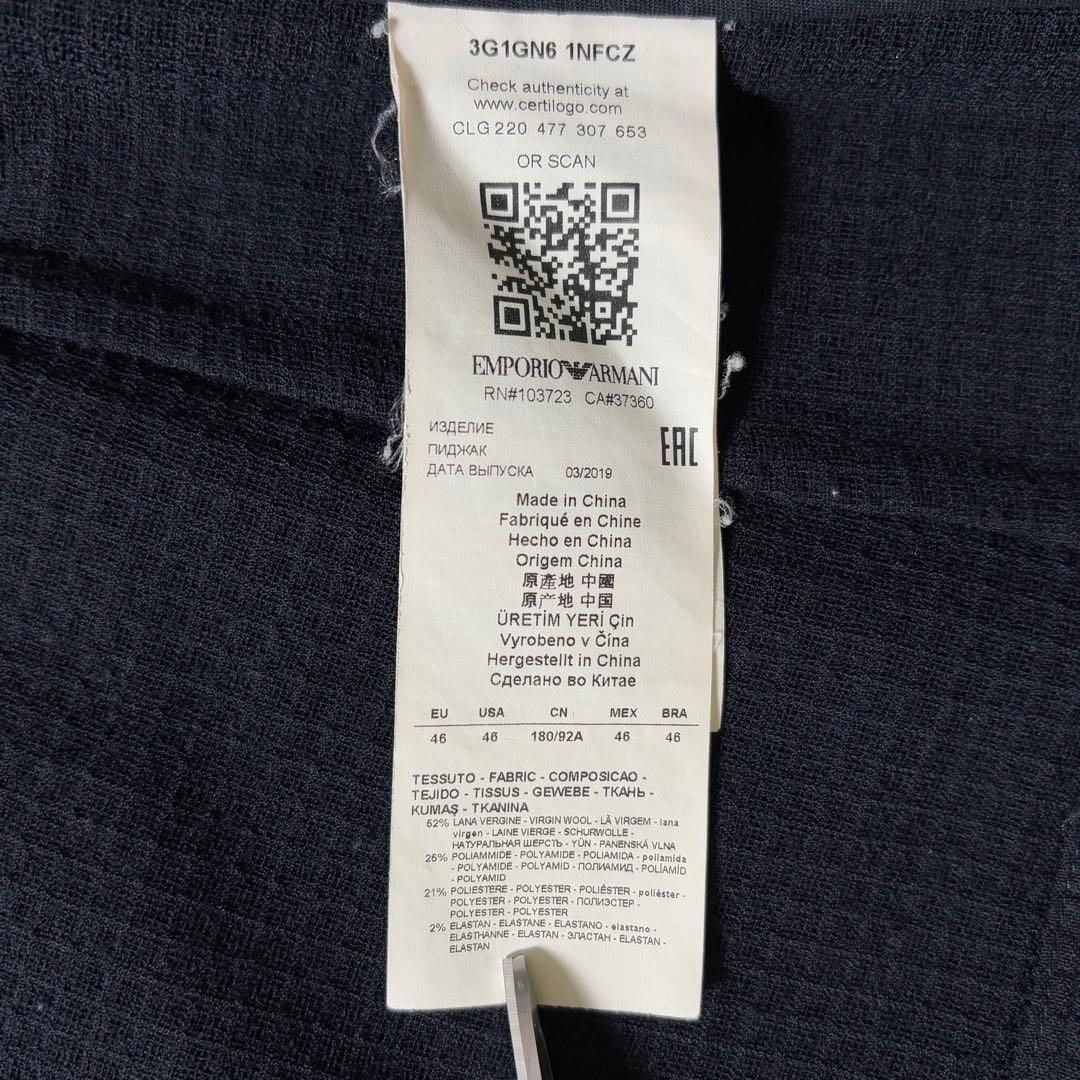 3G1GN6 1NFCZ
Check authenticity at
www.certilogo.com
CLG 220 477 307 653
OR SCAN
EMPORIO ARMANI
RN#103723 CA#37360
ИЗДЕЛИЕ
ПИДЖАК
EAC
ДАТА ВЫПУСКА 03/2019
Made in China
Fabriqué en Chine
Hecho en China
Origem China
原產地 中國
原产地 中国
ÜRETİM YERİ Çin
Vyrobeno v Čína
Hergestellt in China
Сделано во Китае
EU USA CN MEX BRA
46 46 180/92A 46 46
TESSUTO - FABRIC - COMPOSICAO -
TEJIDO - TISSUS - GEWEBE - ТКАНЬ -
KUMAŞ - TKANINA
52% LANA VERGINE - VIRGIN WOOL - LÃ VIRGEM - lana
virgen - LAINE VIERGE - SCHURWOLLE -
НАТУРАЛЬНАЯ ШЕРСТЬ - YÜN - PANENSKÁ VLNA
25% POLIAMMIDE - POLYAMIDE - POLIAMIDA - poliamida
- POLYAMIDE - POLYAMID - ПОЛИАМИД - POLÍAMÍD
- POLYAMID
21% POLIESTERE - POLYESTER - POLIÉSTER - poliéster -
POLYESTER - POLYESTER - ПОЛИЭСТЕР -
POLYESTER - POLYESTER
2% ELASTAN - ELASTANE - ELASTANO - elastano -
ELASTHANNE - ELASTAN - ЭЛАСТАН - ELASTAN -
ELASTAN